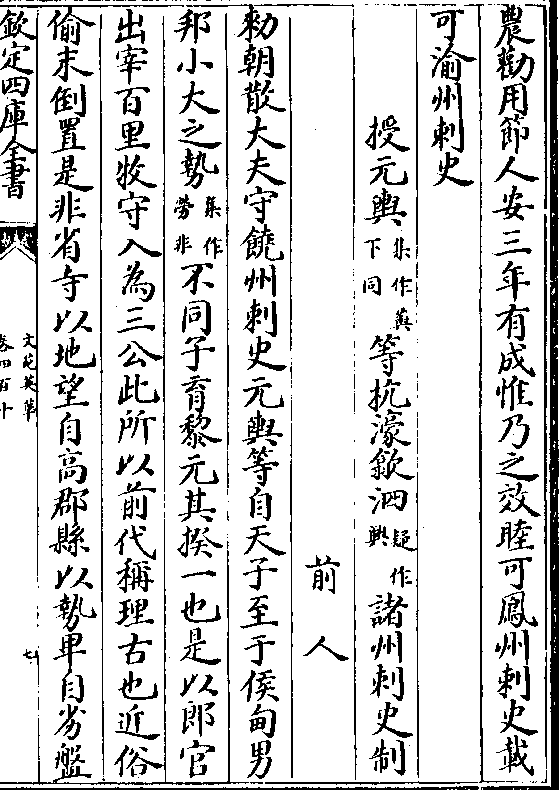 農勸用節人安三年有成惟乃之效睦可鳳州刺史載
可渝州刺史
授元輿集作藇下同等抗濠歙泗疑作興諸州刺史制
前人
勑朝散大夫守饒州刺史元輿等自天子至于侯甸男
邦小大之勢集作勞非不同子育黎元其揆一也是以郎官
出宰百里牧守入為三公此所以前代稱理古也近俗
偷末倒置是非省寺以地望自高郡縣以勢卑自劣盤
欽定四庫全書
文苑英華
卷四百十
七